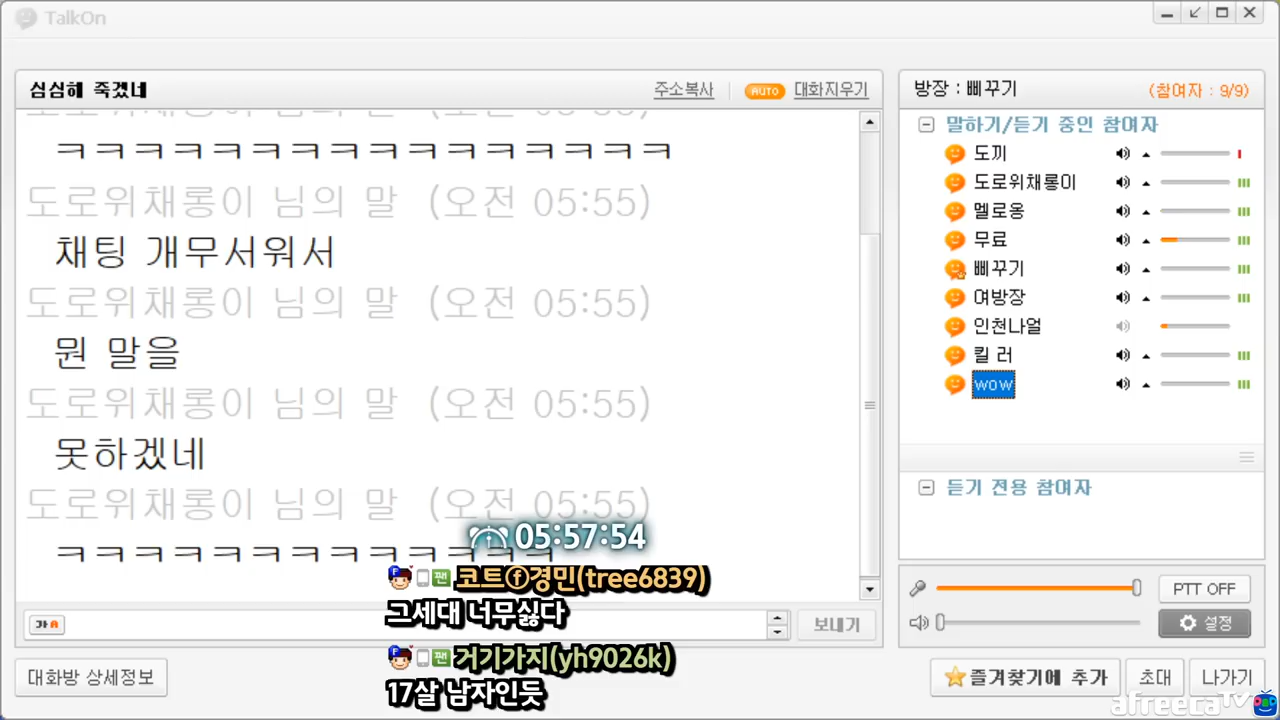 TalkOn
심심해 죽겠네
주소복사
AUTO 대화지우기
ㅋㅋㅋㅋㅋㅋㅋㅋㅋㅋㅋㅋㅋㅋㅋㅋ
도로위채롱이 님의 말 (오전 05:55)
채팅 개무서워서
도로위채롱이 님의 말 (오전 05:55)
뭔 말을
도로위채롱이 님의 말 (오전 05:55)
못하겠네
도로위채롱이 님의 말 (오전 05:55)
ㅋㅋㅋㅋㅋㅋㅋㅋㅋㅋㅋㅋㅋ
05:57:54
코트ⓕ경민(tree6839)
그세대 너무싫다
거기가지(yh9026k)
17살 남자인듯
가A
보내기
대화방 상세정보
방장 : 삐꾸기
(참여자 : 9/9)
말하기/듣기 중인 참여자
도끼
도로위채롱이
멜로옹
무료
삐꾸기
여방장
인천나얼
킬 러
wow
듣기 전용 참여자
PTT OFF
설정
즐겨찾기에 추가
초대
나가기
afreecaTV